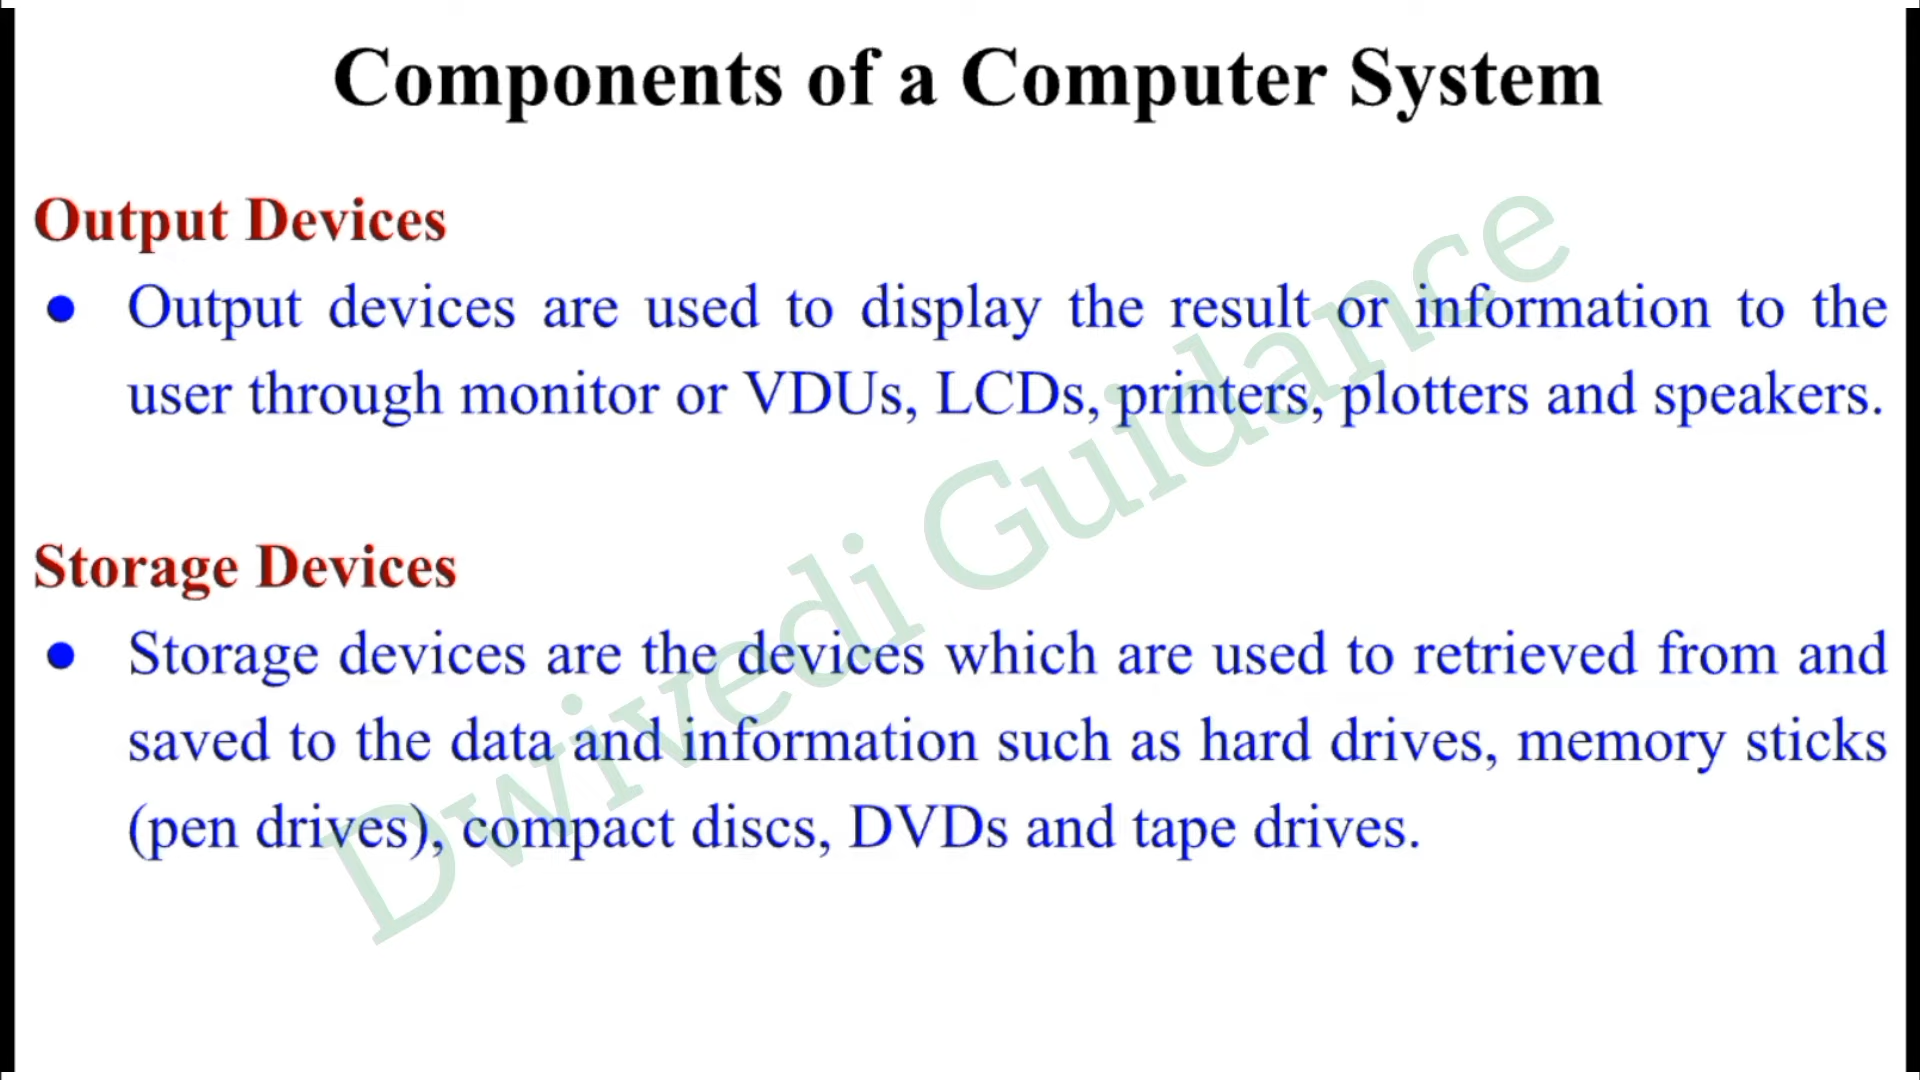 Components of a Computer System
Output Devices
● Output devices are used to display the result or information to the
user through monitor or VDUs, LCDs, printers, plotters and speakers.
Storage Devices
● Storage devices are the devices which are used to retrieved from and
saved to the data and information such as hard drives, memory sticks
(pen drives), compact discs, DVDs and tape drives.
Dwivedi Guidance